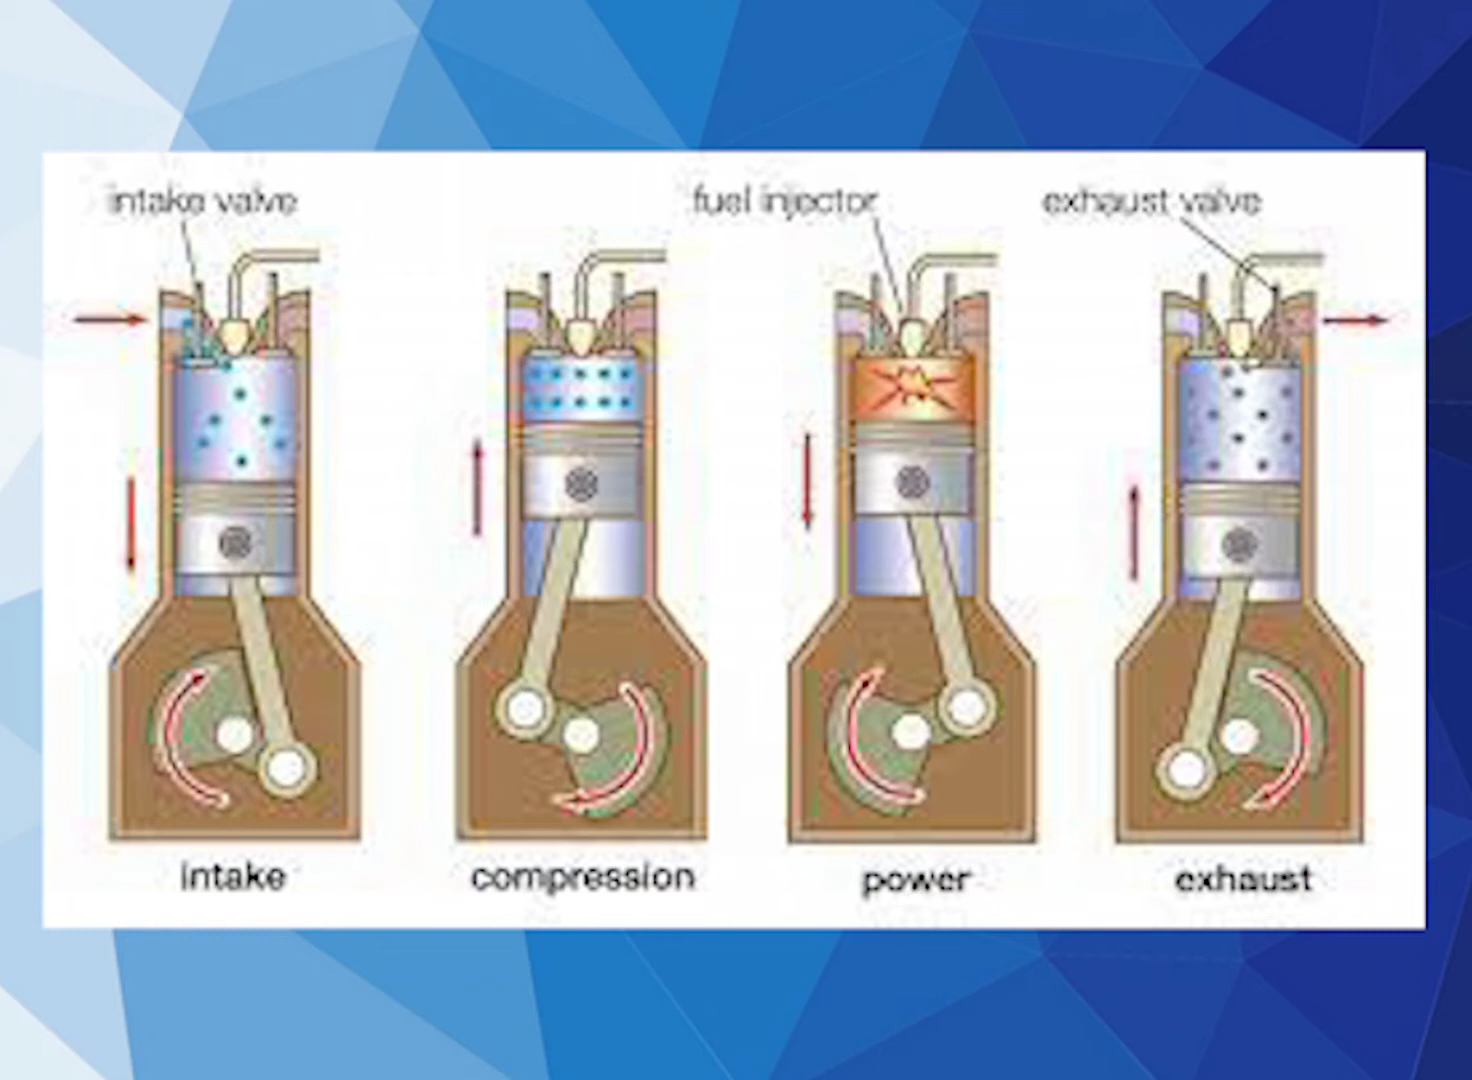 intake valve
fuel injector
exhaust valve
intake
compression
power
exhaust